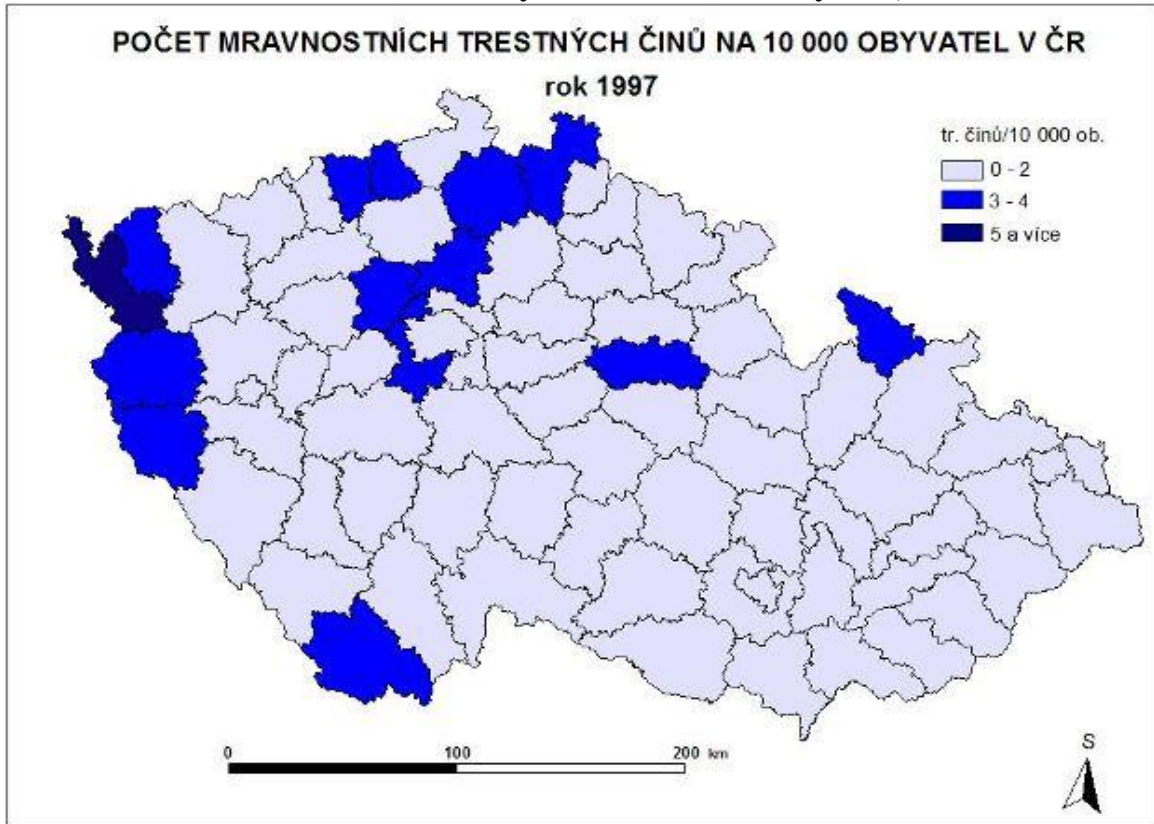 POČET MRAVNOSTNÍCH TRESTNÝCH ČINŮ NA 10 000 OBYVATEL V ČR
rok 1997
tr. činů/10 000 ob.
0 - 2
3 - 4
5 a více
0 100 200 km
S